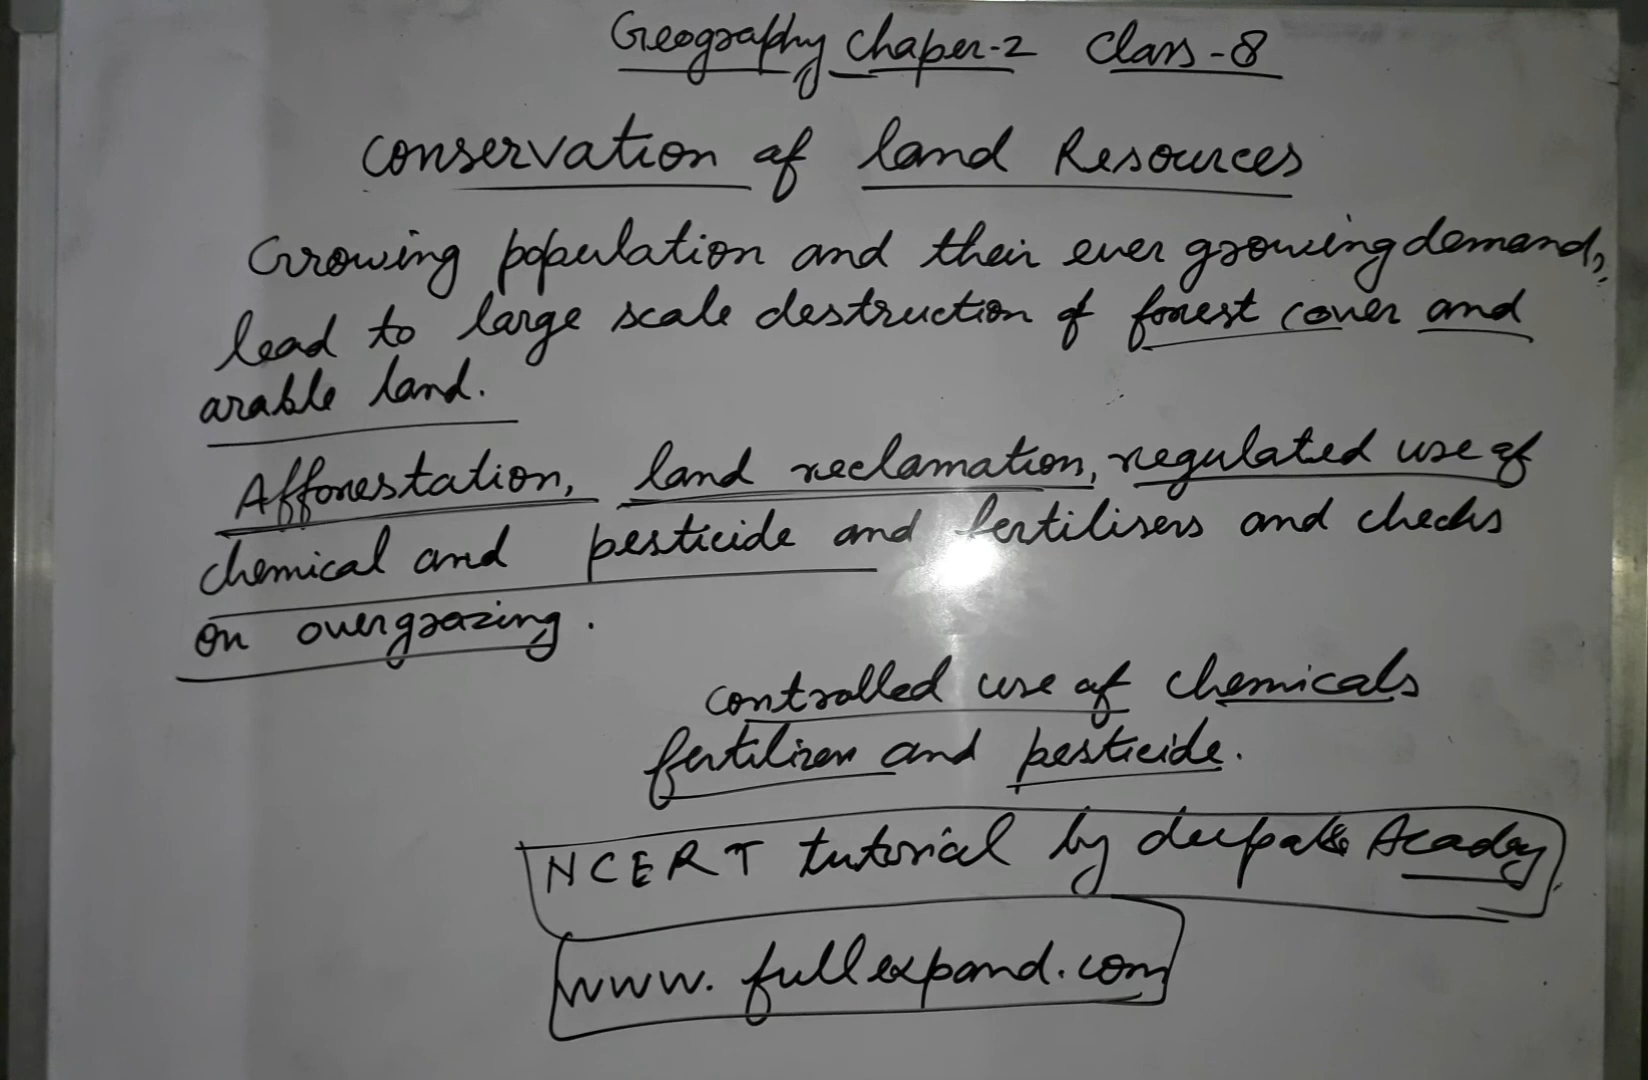 Geography Chaper-2 Class-8
Conservation of land Resources
Growing population and their ever growing demand,
lead to large scale destruction of forest cover and
arable land.
Afforestation, land reclamation, regulated use of
chemical and pesticide and fertilisers and checks
on overgrazing.
controlled use of chemicals
fertilizer and pesticide.
NCERT tutorial by deepak Acadmy
www.fullexpand.com